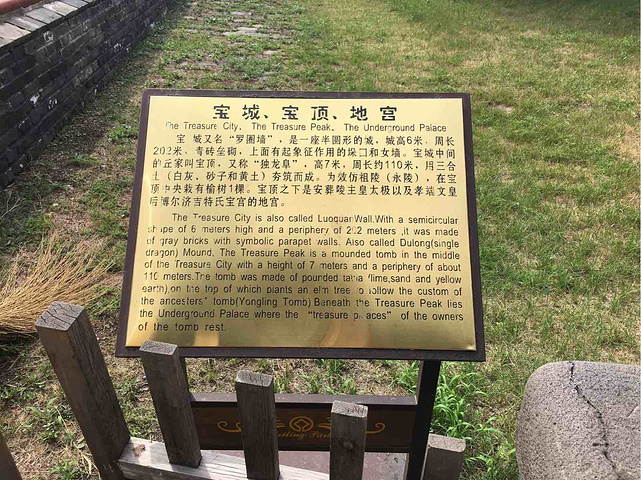 宝城、宝顶、地宫
The Treasure City、 The Treasure Peak、 The Underground Palace
宝城又名“罗圈墙”，是一座半圆形的城，城高6米，周长
202米，青砖垒砌，上面有起象征作用的垛口和女墙。宝城中间
的丘冢叫宝顶，又称“独龙阜”，高7米，周长约110米，用三合
土（白灰、砂子和黄土）夯筑而成。为效仿祖陵（永陵），在宝
顶中央栽有榆树1棵。宝顶之下是安葬陵主皇太极以及孝端文皇
后博尔济吉特氏宝宫的地宫。
The Treasure City is also called Luoquan Wall.With a semicircular
shape of 6 meters high and a periphery of 202 meters ,it was made
of gray bricks with symbolic parapet walls. Also called Dulong(single
dragon) Mound, The Treasure Peak is a mounded tomb in the middle
of the Treasure City with a height of 7 meters and a periphery of about
110 meters.The tomb was made of pounded tabia (lime,sand and yellow
earth),on the top of which plants an elm tree to follow the custom of
the ancesters' tomb(Yongling Tomb).Beneath the Treasure Peak lies
the Underground Palace where the “treasure places” of the owners
of the tomb rest.